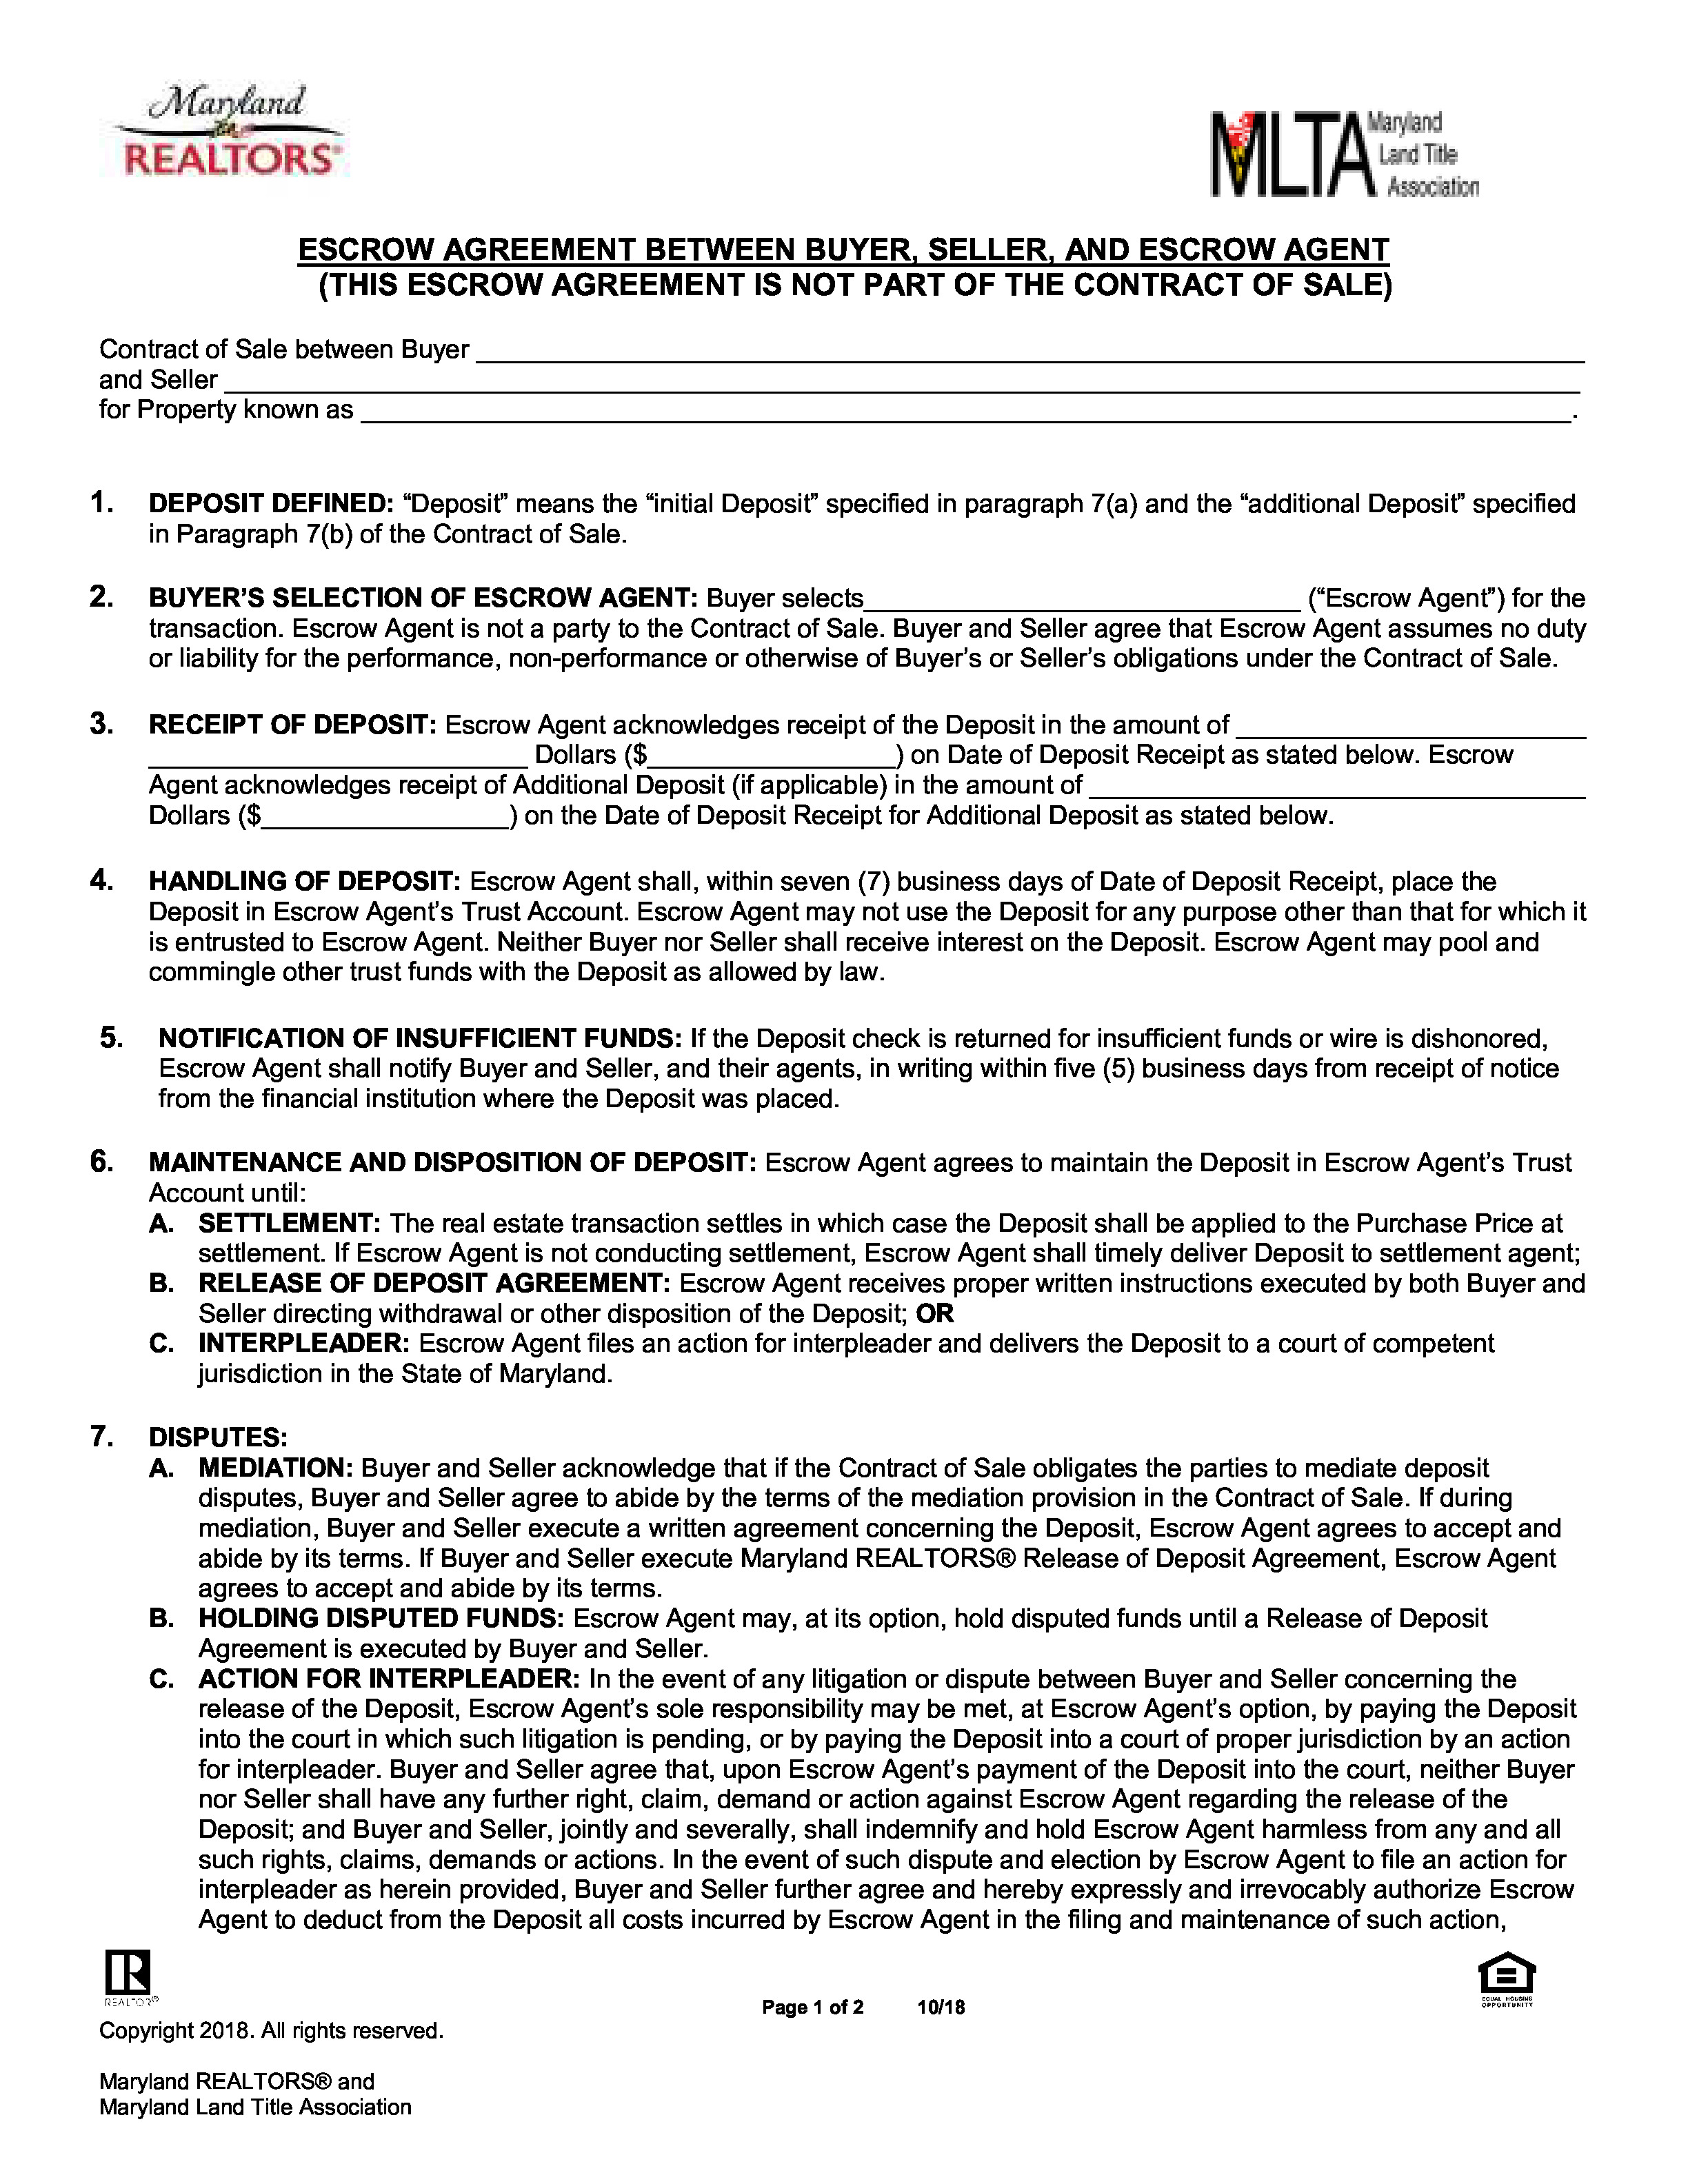 Maryland
REALTORS®
MLTA
Maryland
Land Title
Association
ESCROW AGREEMENT BETWEEN BUYER, SELLER, AND ESCROW AGENT
(THIS ESCROW AGREEMENT IS NOT PART OF THE CONTRACT OF SALE)
Contract of Sale between Buyer
and Seller
for Property known as .
1. DEPOSIT DEFINED: “Deposit” means the “initial Deposit” specified in paragraph 7(a) and the “additional Deposit” specified
in Paragraph 7(b) of the Contract of Sale.
2. BUYER’S SELECTION OF ESCROW AGENT: Buyer selects______________________________ (“Escrow Agent”) for the
transaction. Escrow Agent is not a party to the Contract of Sale. Buyer and Seller agree that Escrow Agent assumes no duty
or liability for the performance, non-performance or otherwise of Buyer’s or Seller’s obligations under the Contract of Sale.
3. RECEIPT OF DEPOSIT: Escrow Agent acknowledges receipt of the Deposit in the amount of ________________________
__________________________ Dollars ($_________________) on Date of Deposit Receipt as stated below. Escrow
Agent acknowledges receipt of Additional Deposit (if applicable) in the amount of __________________________________
Dollars ($_________________) on the Date of Deposit Receipt for Additional Deposit as stated below.
4. HANDLING OF DEPOSIT: Escrow Agent shall, within seven (7) business days of Date of Deposit Receipt, place the
Deposit in Escrow Agent’s Trust Account. Escrow Agent may not use the Deposit for any purpose other than that for which it
is entrusted to Escrow Agent. Neither Buyer nor Seller shall receive interest on the Deposit. Escrow Agent may pool and
commingle other trust funds with the Deposit as allowed by law.
5. NOTIFICATION OF INSUFFICIENT FUNDS: If the Deposit check is returned for insufficient funds or wire is dishonored,
Escrow Agent shall notify Buyer and Seller, and their agents, in writing within five (5) business days from receipt of notice
from the financial institution where the Deposit was placed.
6. MAINTENANCE AND DISPOSITION OF DEPOSIT: Escrow Agent agrees to maintain the Deposit in Escrow Agent’s Trust
Account until:
A. SETTLEMENT: The real estate transaction settles in which case the Deposit shall be applied to the Purchase Price at
settlement. If Escrow Agent is not conducting settlement, Escrow Agent shall timely deliver Deposit to settlement agent;
B. RELEASE OF DEPOSIT AGREEMENT: Escrow Agent receives proper written instructions executed by both Buyer and
Seller directing withdrawal or other disposition of the Deposit; OR
C. INTERPLEADER: Escrow Agent files an action for interpleader and delivers the Deposit to a court of competent
jurisdiction in the State of Maryland.
7. DISPUTES:
A. MEDIATION: Buyer and Seller acknowledge that if the Contract of Sale obligates the parties to mediate deposit
disputes, Buyer and Seller agree to abide by the terms of the mediation provision in the Contract of Sale. If during
mediation, Buyer and Seller execute a written agreement concerning the Deposit, Escrow Agent agrees to accept and
abide by its terms. If Buyer and Seller execute Maryland REALTORS® Release of Deposit Agreement, Escrow Agent
agrees to accept and abide by its terms.
B. HOLDING DISPUTED FUNDS: Escrow Agent may, at its option, hold disputed funds until a Release of Deposit
Agreement is executed by Buyer and Seller.
C. ACTION FOR INTERPLEADER: In the event of any litigation or dispute between Buyer and Seller concerning the
release of the Deposit, Escrow Agent’s sole responsibility may be met, at Escrow Agent’s option, by paying the Deposit
into the court in which such litigation is pending, or by paying the Deposit into a court of proper jurisdiction by an action
for interpleader. Buyer and Seller agree that, upon Escrow Agent’s payment of the Deposit into the court, neither Buyer
nor Seller shall have any further right, claim, demand or action against Escrow Agent regarding the release of the
Deposit; and Buyer and Seller, jointly and severally, shall indemnify and hold Escrow Agent harmless from any and all
such rights, claims, demands or actions. In the event of such dispute and election by Escrow Agent to file an action for
interpleader as herein provided, Buyer and Seller further agree and hereby expressly and irrevocably authorize Escrow
Agent to deduct from the Deposit all costs incurred by Escrow Agent in the filing and maintenance of such action,
REALTOR®
EQUAL HOUSING
OPPORTUNITY
Page 1 of 2 10/18
Copyright 2018. All rights reserved.
Maryland REALTORS® and
Maryland Land Title Association